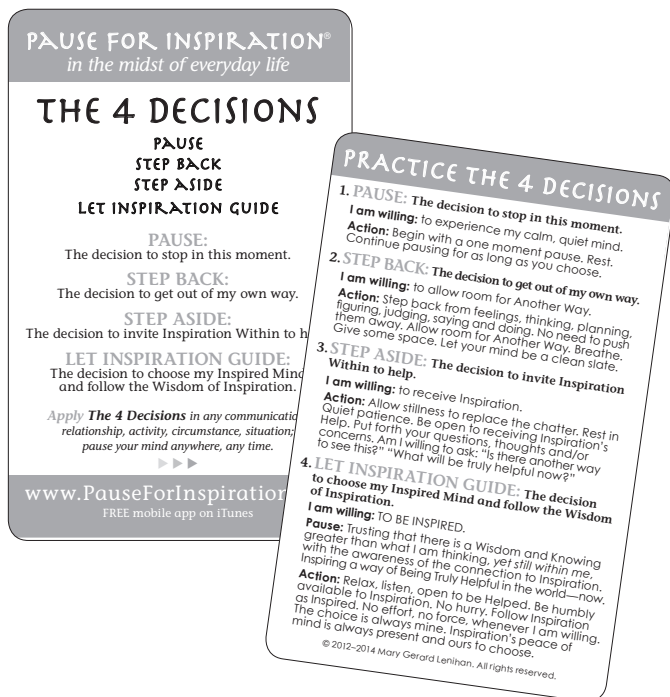 PAUSE FOR INSPIRATION®
in the midst of everyday life
THE 4 DECISIONS
PAUSE
STEP BACK
STEP ASIDE
LET INSPIRATION GUIDE
PAUSE:
The decision to stop in this moment.
STEP BACK:
The decision to get out of my own way.
STEP ASIDE:
The decision to invite Inspiration Within to
LET INSPIRATION GUIDE:
The decision to choose my Inspired Mind
and follow the Wisdom of Inspiration.
Apply The 4 Decisions in any
relationship, activity, circumstance, situation;
pause your mind anywhere, any time.
www.PauseForInspiration
FREE mobile app on iTunes
PRACTICE THE 4 DECISIONS
1. PAUSE: The decision to stop in this moment.
I am willing: to experience my calm, quiet mind.
Action: Begin with a one moment pause. Rest.
Continue pausing for as long as you choose.
2. STEP BACK: The decision to get out of my own way.
I am willing: to allow room for Another Way.
Action: Step back from feelings, thinking, planning,
figuring, judging, saying and doing. No need to push
them away. Allow room for Another Way. Breathe.
Give some space. Let your mind be a clean slate.
3. STEP ASIDE: The decision to invite Inspiration
Within to help.
I am willing: to receive Inspiration.
Action: Allow stillness to replace the chatter. Rest in
Quiet patience. Be open to receiving Inspiration's
Help. Put forth your questions, thoughts and/or
concerns. Am I willing to ask: “Is there another way
to see this?” “What will be truly helpful now?”
4. LET INSPIRATION GUIDE: The decision
to choose my Inspired Mind and follow the Wisdom
of Inspiration.
I am willing: TO BE INSPIRED.
Pause: Trusting that there is a Wisdom and Knowing
greater than what I am thinking, yet still within me,
with the awareness of the connection to Inspiration.
Inspiring a way of Being Truly Helpful in the world—now.
Action: Relax, listen, open to be Helped. Be humbly
available to Inspiration. No hurry. Follow Inspiration
as Inspired. No effort, no force, whenever I am willing.
The choice is always mine. Inspiration's peace of
mind is always present and ours to choose.
© 2012–2014 Mary Gerard Lenihan. All rights reserved.